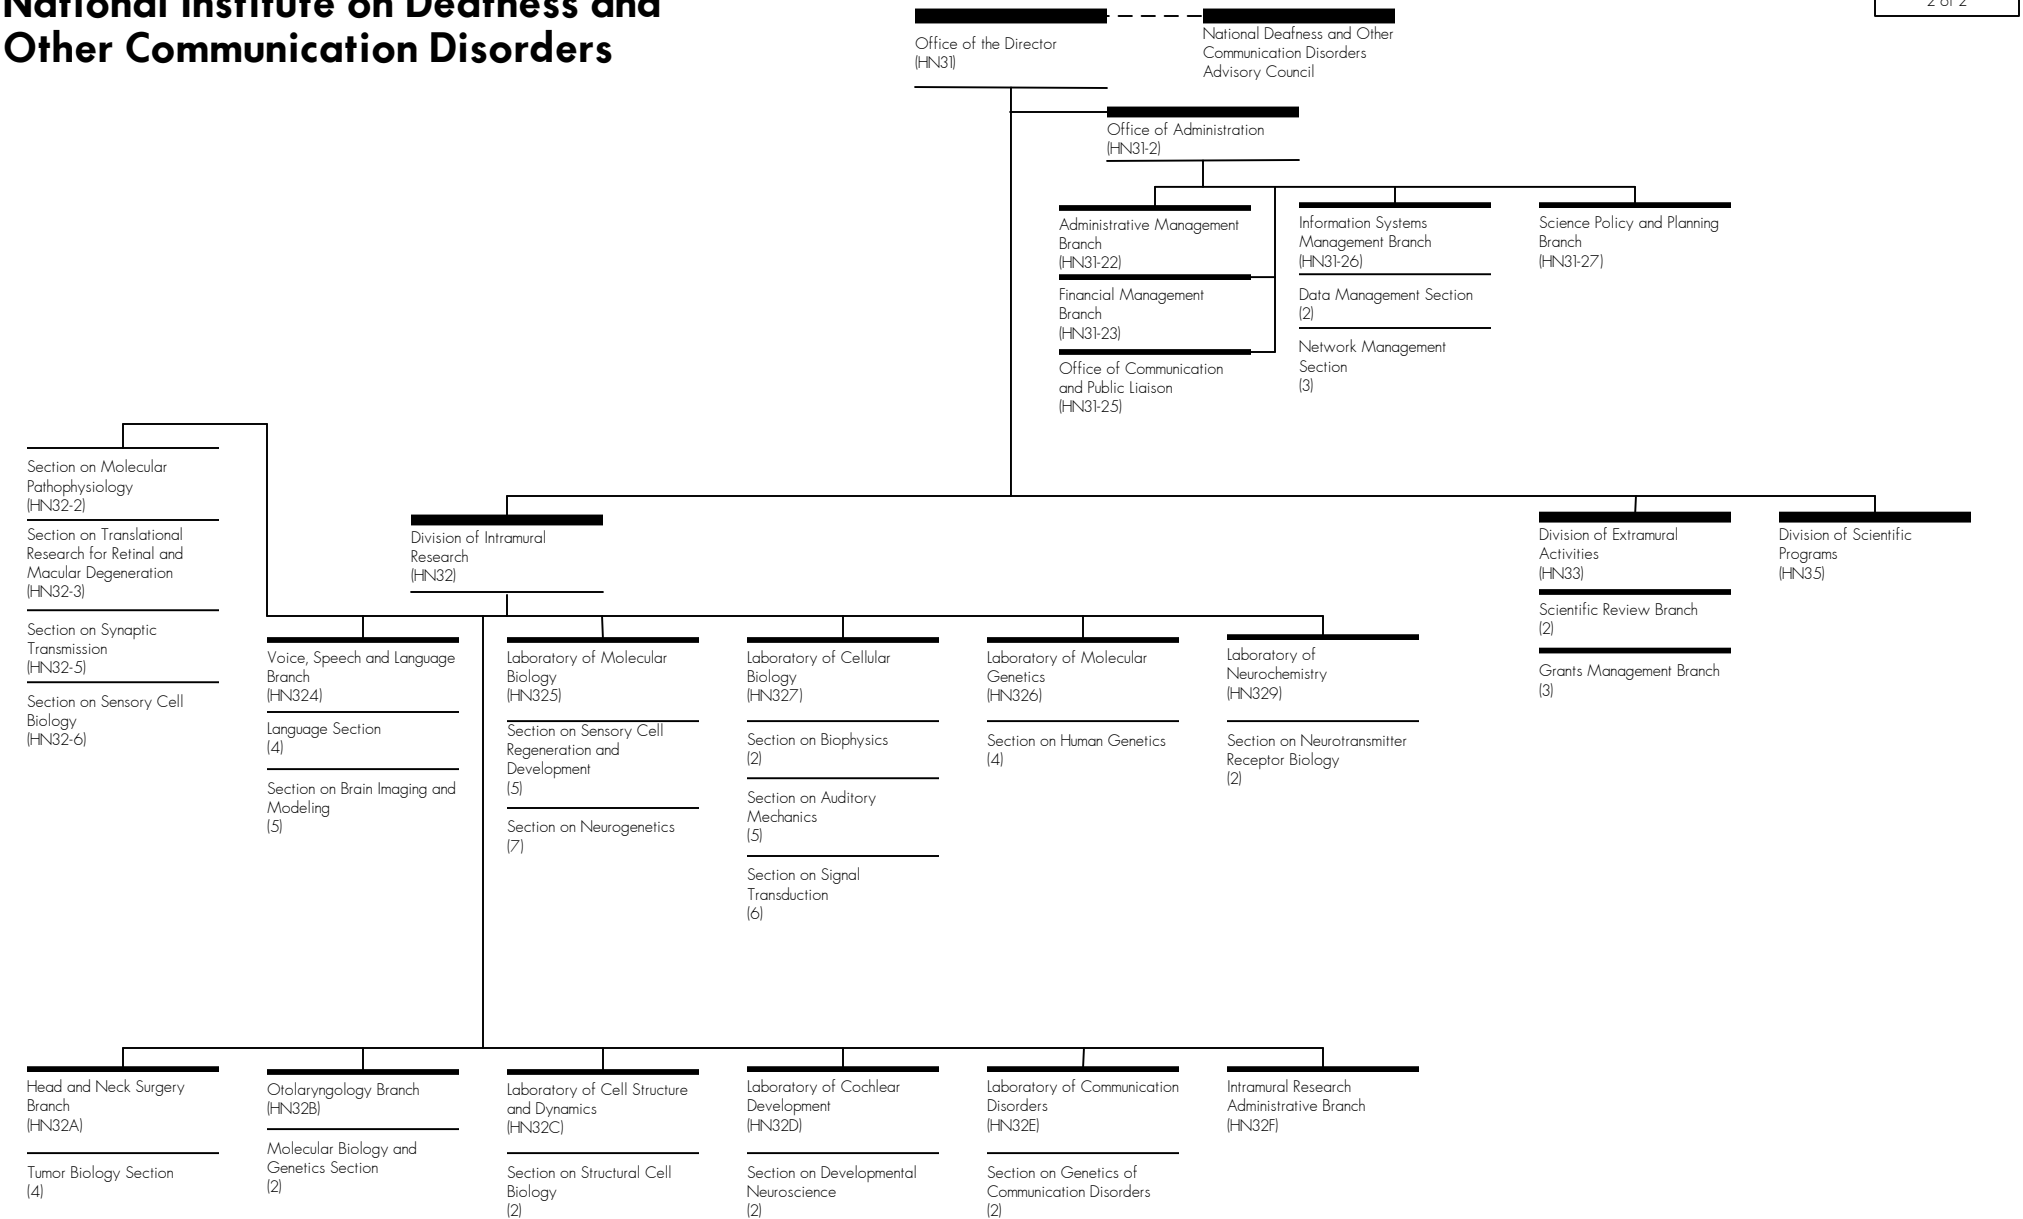 National Institute on Deafness and
Other Communication Disorders
2 of 2
Office of the Director
(HN31)
National Deafness and Other
Communication Disorders
Advisory Council
Office of Administration
(HN31-2)
Administrative Management
Branch
(HN31-22)
Financial Management
Branch
(HN31-23)
Office of Communication
and Public Liaison
(HN31-25)
Information Systems
Management Branch
(HN31-26)
Data Management Section
(2)
Network Management
Section
(3)
Science Policy and Planning
Branch
(HN31-27)
Section on Molecular
Pathophysiology
(HN32-2)
Section on Translational
Research for Retinal and
Macular Degeneration
(HN32-3)
Section on Synaptic
Transmission
(HN32-5)
Section on Sensory Cell
Biology
(HN32-6)
Division of Intramural
Research
(HN32)
Division of Extramural
Activities
(HN33)
Scientific Review Branch
(2)
Grants Management Branch
(3)
Division of Scientific
Programs
(HN35)
Voice, Speech and Language
Branch
(HN324)
Language Section
(4)
Section on Brain Imaging and
Modeling
(5)
Laboratory of Molecular
Biology
(HN325)
Section on Sensory Cell
Regeneration and
Development
(5)
Section on Neurogenetics
(7)
Laboratory of Cellular
Biology
(HN327)
Section on Biophysics
(2)
Section on Auditory
Mechanics
(5)
Section on Signal
Transduction
(6)
Laboratory of Molecular
Genetics
(HN326)
Section on Human Genetics
(4)
Laboratory of
Neurochemistry
(HN329)
Section on Neurotransmitter
Receptor Biology
(2)
Head and Neck Surgery
Branch
(HN32A)
Tumor Biology Section
(4)
Otolaryngology Branch
(HN32B)
Molecular Biology and
Genetics Section
(2)
Laboratory of Cell Structure
and Dynamics
(HN32C)
Section on Structural Cell
Biology
(2)
Laboratory of Cochlear
Development
(HN32D)
Section on Developmental
Neuroscience
(2)
Laboratory of Communication
Disorders
(HN32E)
Section on Genetics of
Communication Disorders
(2)
Intramural Research
Administrative Branch
(HN32F)